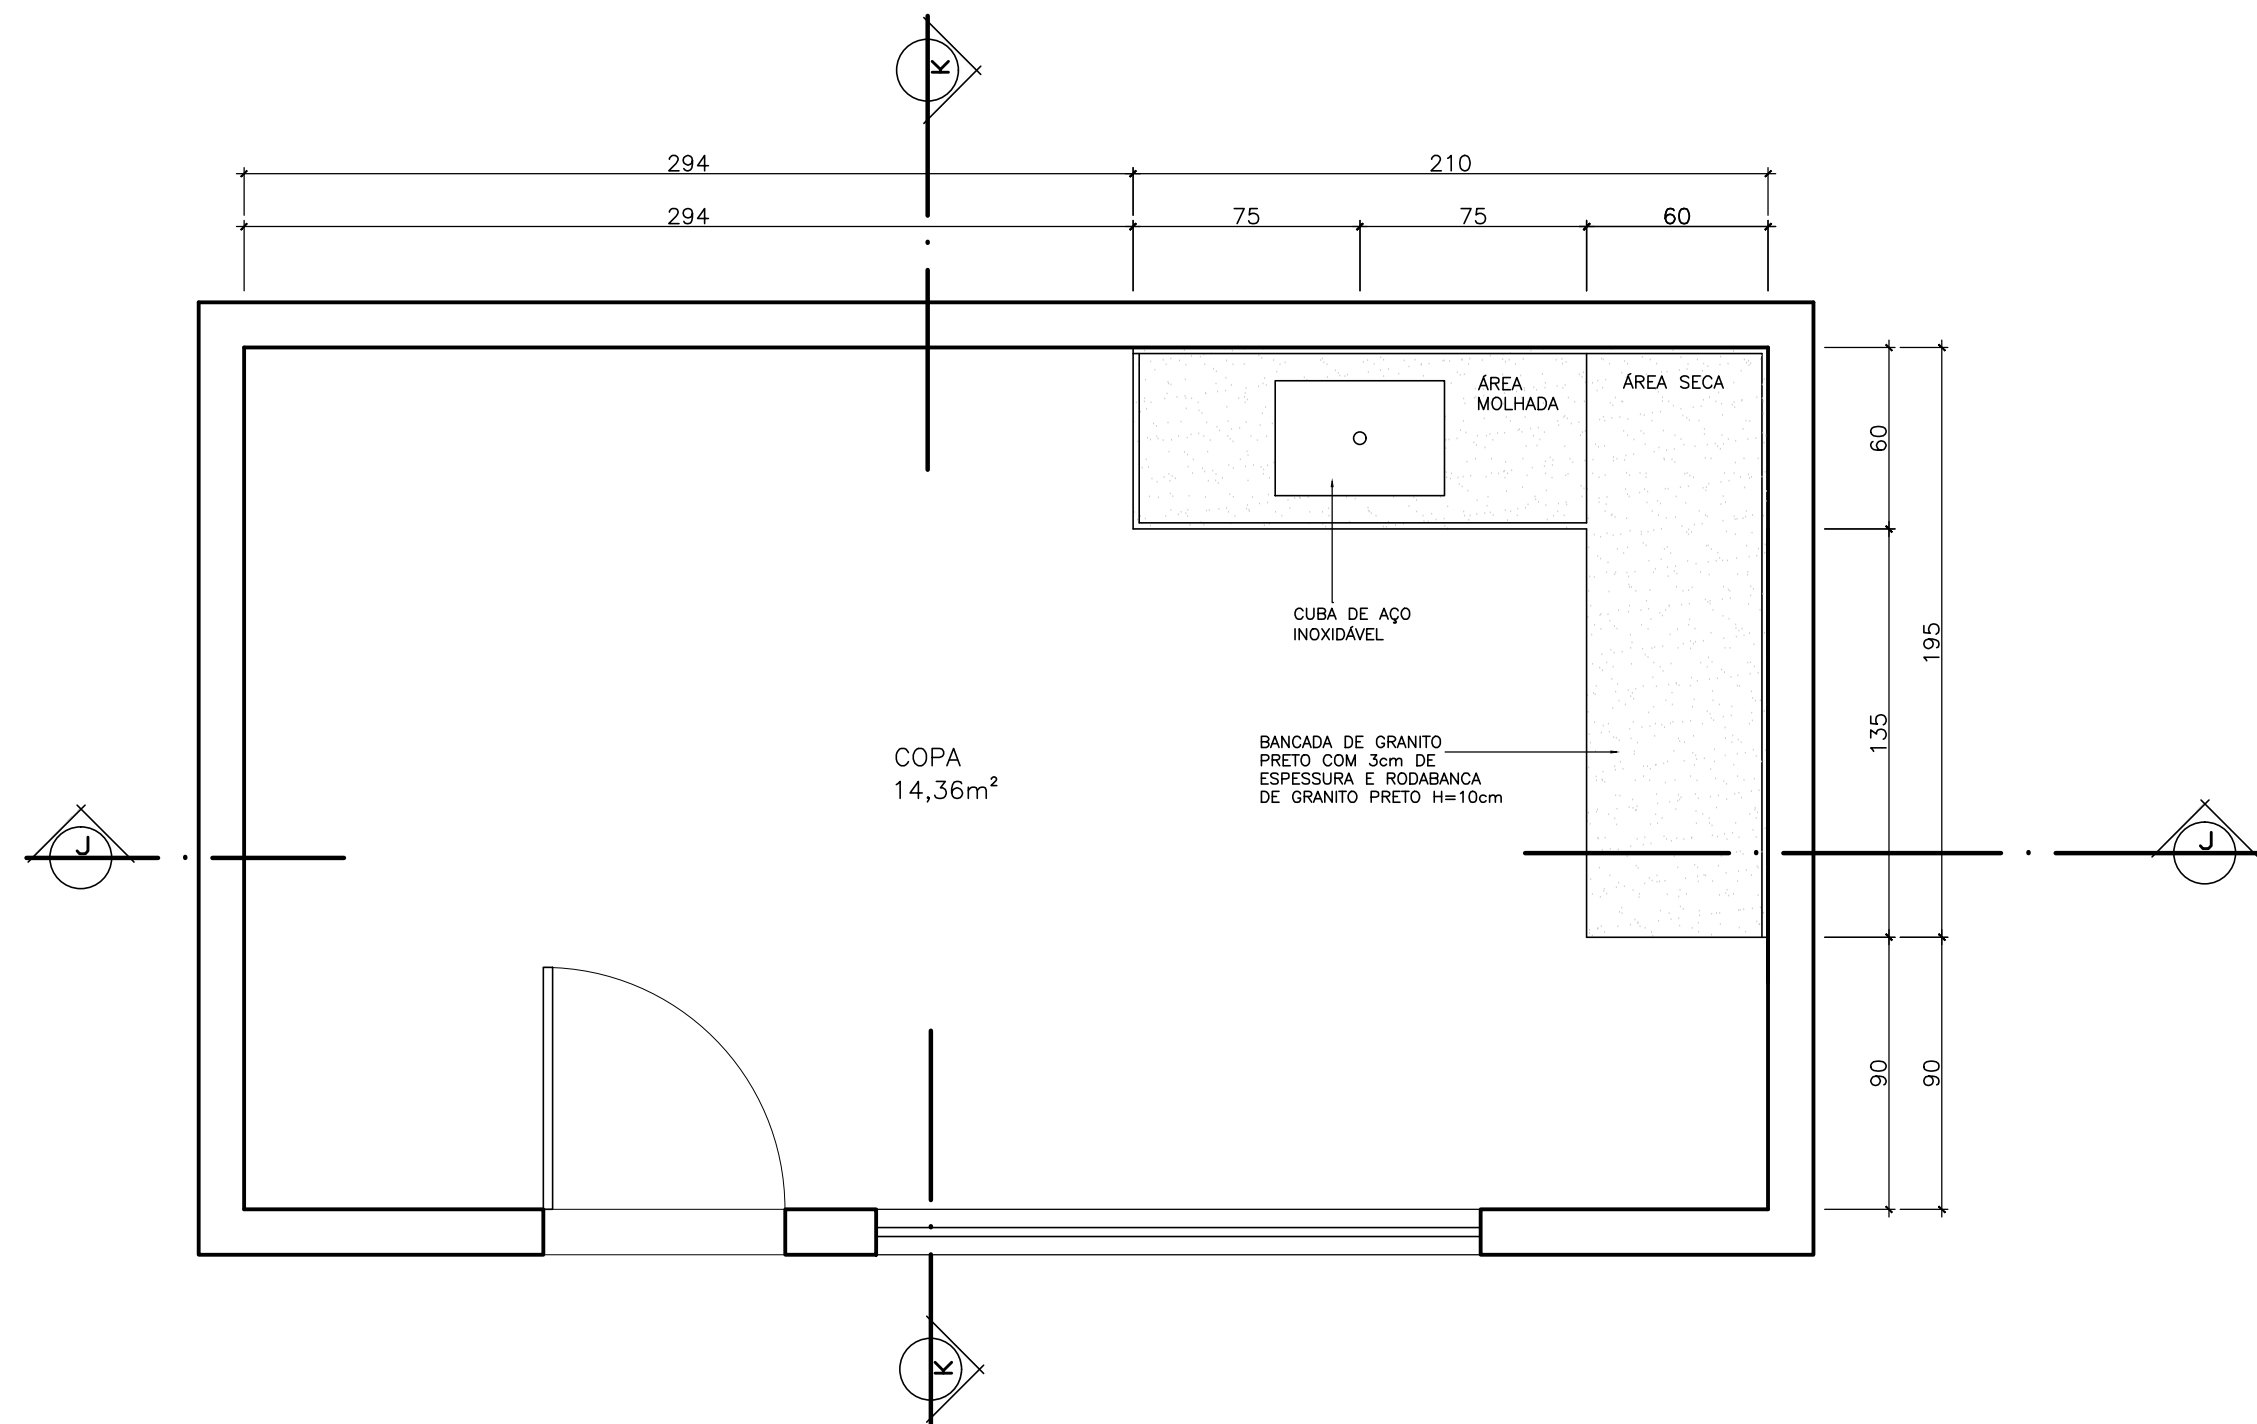 K
294
210
294
75
75
60
ÁREA
MOLHADA
ÁREA SECA
60
CUBA DE AÇO
INOXIDÁVEL
195
135
BANCADA DE GRANITO
PRETO COM 3cm DE
ESPESSURA E RODABANCA
DE GRANITO PRETO H=10cm
COPA
14,36m²
J
J
90
90
K